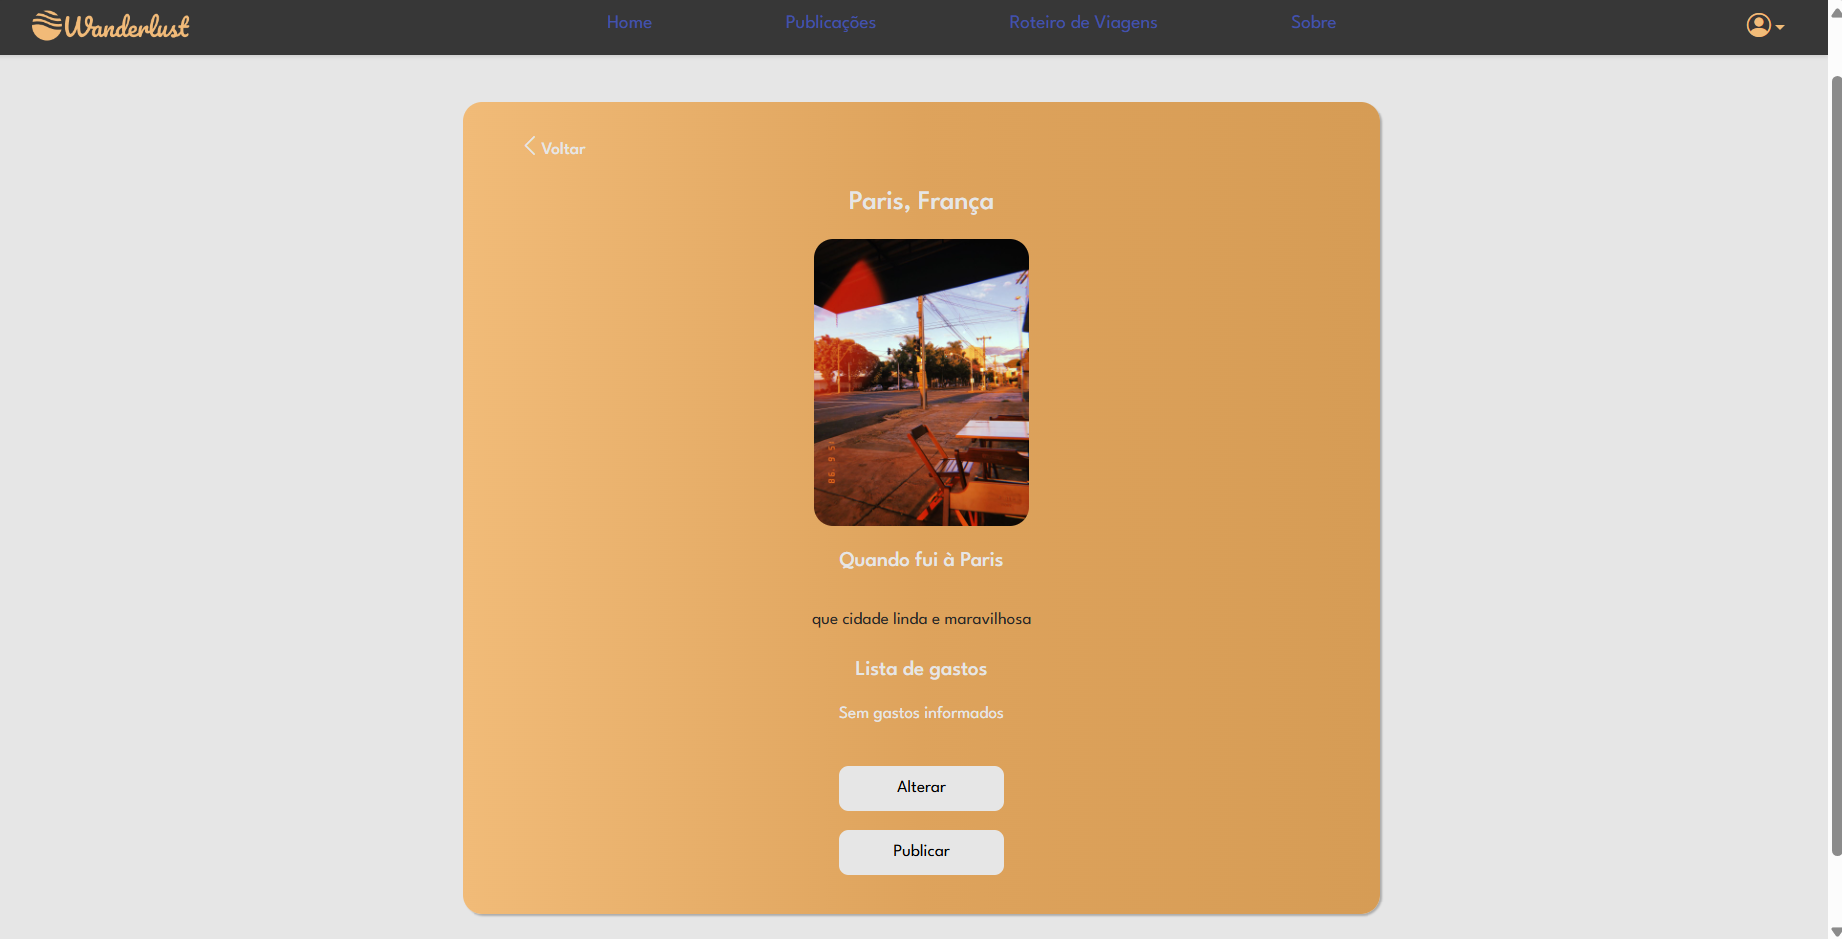 Wanderlust
Home
Publicações
Roteiro de Viagens
Sobre
Voltar
Paris, França
Quando fui à Paris
que cidade linda e maravilhosa
Lista de gastos
Sem gastos informados
Alterar
Publicar